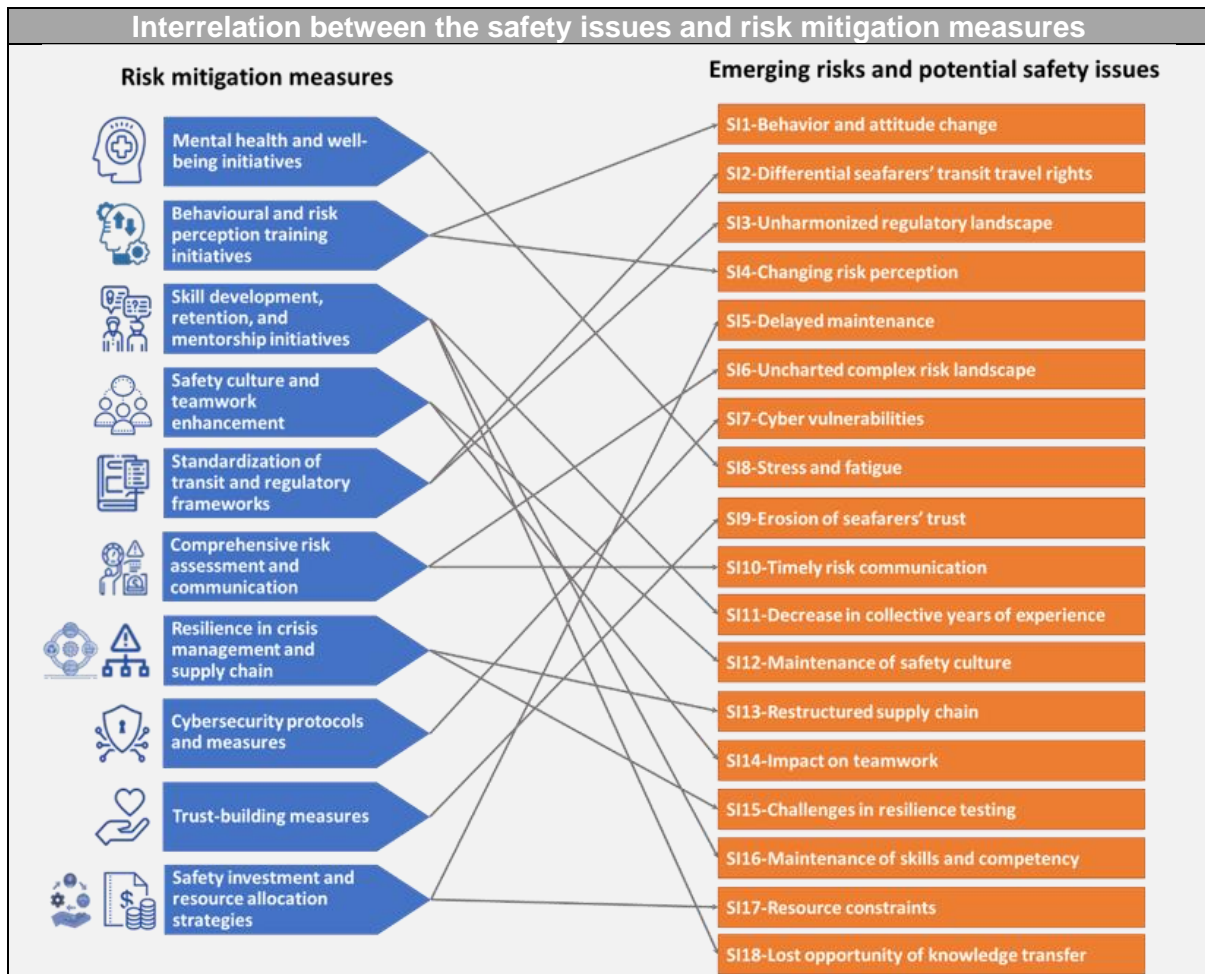 Interrelation between the safety issues and risk mitigation measures
Risk mitigation measures
Mental health and well-
being initiatives
Behavioural and risk
perception training
initiatives
Skill development,
retention, and
mentorship initiatives
Safety culture and
teamwork
enhancement
Standardization of
transit and regulatory
frameworks
Comprehensive risk
assessment and
communication
Resilience in crisis
management and
supply chain
Cybersecurity protocols
and measures
Trust-building measures
Safety investment and
resource allocation
strategies
Emerging risks and potential safety issues
SI1-Behavior and attitude change
SI2-Differential seafarers' transit travel rights
SI3-Unharmonized regulatory landscape
SI4-Changing risk perception
SI5-Delayed maintenance
SI6-Uncharted complex risk landscape
SI7-Cyber vulnerabilities
SI8-Stress and fatigue
SI9-Erosion of seafarers' trust
SI10-Timely risk communication
SI11-Decrease in collective years of experience
SI12-Maintenance of safety culture
SI13-Restructured supply chain
SI14-Impact on teamwork
SI15-Challenges in resilience testing
SI16-Maintenance of skills and competency
SI17-Resource constraints
SI18-Lost opportunity of knowledge transfer